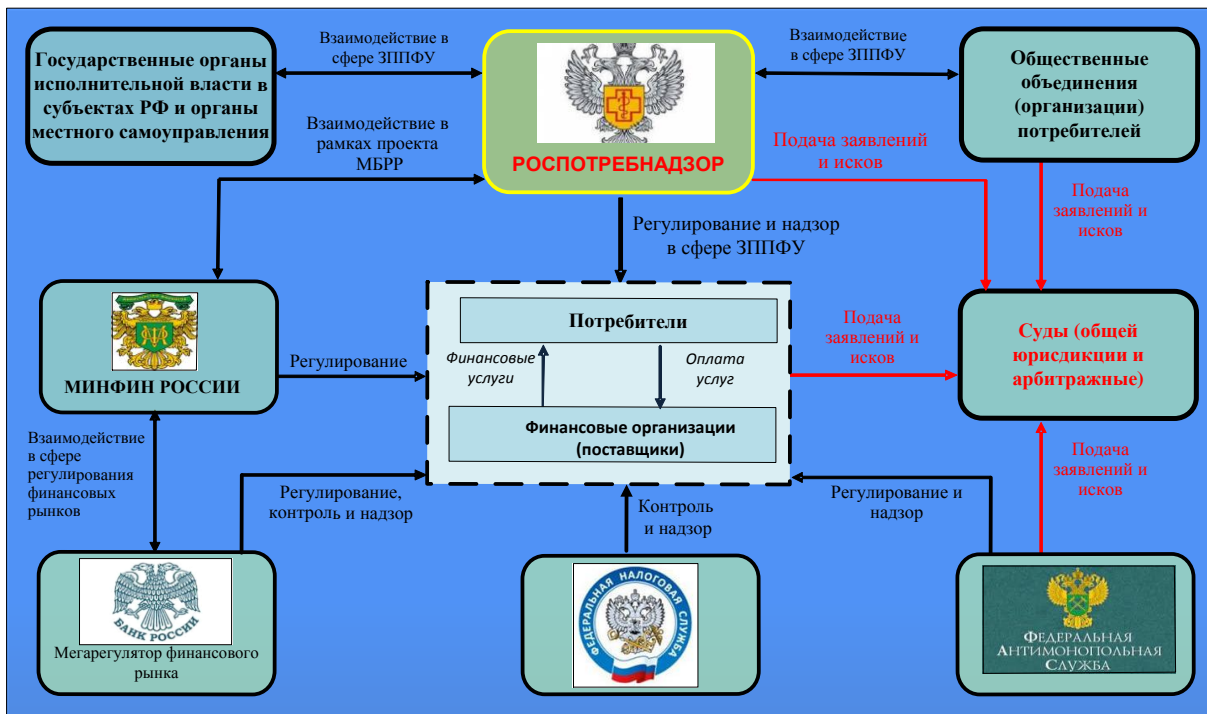 Государственные органы
исполнительной власти в
субъектах РФ и органы
местного самоуправления
Взаимодействие в
сфере ЗППФУ
РОСПОТРЕБНАДЗОР
Взаимодействие
в сфере ЗППФУ
Общественные
объединения
(организации)
потребителей
Взаимодействие в
рамках проекта
МБРР
Подача заявлений
и исков
Подача
заявлений и
исков
Регулирование и надзор
в сфере ЗППФУ
МИНФИН РОССИИ
Регулирование
Потребители
Финансовые
услуги
Оплата
услуг
Финансовые организации
(поставщики)
Подача
заявлений и
исков
Суды (общей
юрисдикции и
арбитражные)
Взаимодействие
в сфере
регулирования
финансовых
рынков
Регулирование,
контроль и надзор
Контроль
и надзор
Регулирование и
надзор
Подача
заявлений и
исков
БАНК РОССИИ
Мегарегулятор финансового
рынка
ФЕДЕРАЛЬНАЯ НАЛОГОВАЯ СЛУЖБА
ФЕДЕРАЛЬНАЯ
АНТИМОНОПОЛЬНАЯ
СЛУЖБА